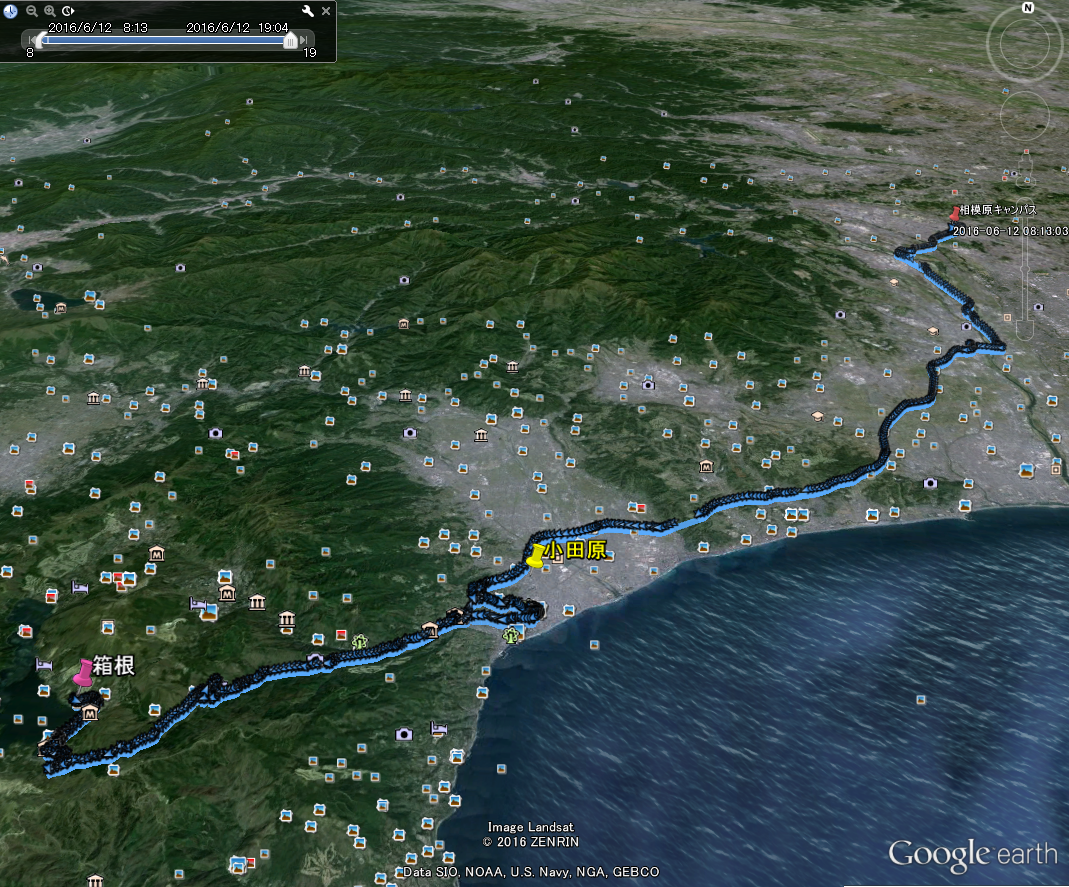 2016/6/12 8:13 2016/6/12 19:04
8 19
N
相模原キャンパス
2016-06-12 08:13:03
小田原
箱根
Image Landsat
© 2016 ZENRIN
Data SIO, NOAA, U.S. Navy, NGA, GEBCO
Google earth